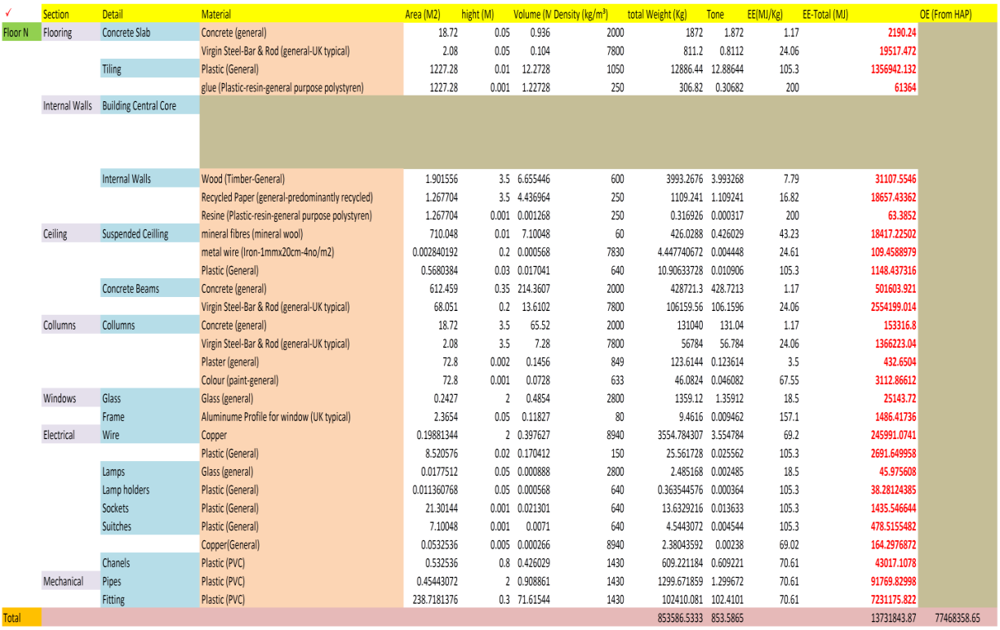 ✓ Section Detail Material Area (M2) hight (M) Volume (M Density (kg/m³) total Weight (Kg) Tone EE(MJ/Kg) EE-Total (MJ) OE (From HAP)
Floor N Flooring Concrete Slab Concrete (general) 18.72 0.05 0.936 2000 1872 1.872 1.17 2190.24
Virgin Steel-Bar & Rod (general-UK typical) 2.08 0.05 0.104 7800 811.2 0.8112 24.06 19517.472
Tiling Plastic (General) 1227.28 0.01 12.2728 1050 12886.44 12.88644 105.3 1356942.132
glue (Plastic-resin-general purpose polystyren) 1227.28 0.001 1.22728 250 306.82 0.30682 200 61364
Internal Walls Building Central Core
Internal Walls Wood (Timber-General) 1.901556 3.5 6.655446 600 3993.2676 3.993268 7.79 31107.5546
Recycled Paper (general-predominantly recycled) 1.267704 3.5 4.436964 250 1109.241 1.109241 16.82 18657.43362
Resine (Plastic-resin-general purpose polystyren) 1.267704 0.001 0.001268 250 0.316926 0.000317 200 63.3852
Ceiling Suspended Ceilling mineral fibres (mineral wool) 710.048 0.01 7.10048 60 426.0288 0.426029 43.23 18417.22502
metal wire (Iron-1mmx20cm-4no/m2) 0.002840192 0.2 0.000568 7830 4.447740672 0.004448 24.61 109.4588979
Plastic (General) 0.5680384 0.03 0.017041 640 10.90633728 0.010906 105.3 1148.437316
Concrete Beams Concrete (general) 612.459 0.35 214.3607 2000 428721.3 428.7213 1.17 501603.921
Virgin Steel-Bar & Rod (general-UK typical) 68.051 0.2 13.6102 7800 106159.56 106.1596 24.06 2554199.014
Collumns Collumns Concrete (general) 18.72 3.5 65.52 2000 131040 131.04 1.17 153316.8
Virgin Steel-Bar & Rod (general-UK typical) 2.08 3.5 7.28 7800 56784 56.784 24.06 1366223.04
Plaster (general) 72.8 0.002 0.1456 849 123.6144 0.123614 3.5 432.6504
Colour (paint-general) 72.8 0.001 0.0728 633 46.0824 0.046082 67.55 3112.86612
Windows Glass Glass (general) 0.2427 2 0.4854 2800 1359.12 1.35912 18.5 25143.72
Frame Aluminume Profile for window (UK typical) 2.3654 0.05 0.11827 80 9.4616 0.009462 157.1 1486.41736
Electrical Wire Copper 0.19881344 2 0.397627 8940 3554.784307 3.554784 69.2 245991.0741
Plastic (General) 8.520576 0.02 0.170412 150 25.561728 0.025562 105.3 2691.649958
Lamps Glass (general) 0.0177512 0.05 0.000888 2800 2.485168 0.002485 18.5 45.975608
Lamp holders Plastic (General) 0.011360768 0.05 0.000568 640 0.363544576 0.000364 105.3 38.28124385
Sockets Plastic (General) 21.30144 0.001 0.021301 640 13.6329216 0.013633 105.3 1435.546644
Suitches Plastic (General) 7.10048 0.001 0.0071 640 4.5443072 0.004544 105.3 478.5155482
Copper(General) 0.0532536 0.005 0.000266 8940 2.38043592 0.00238 69.02 164.2976872
Chanels Plastic (PVC) 0.532536 0.8 0.426029 1430 609.221184 0.609221 70.61 43017.1078
Mechanical Pipes Plastic (PVC) 0.45443072 2 0.908861 1430 1299.671859 1.299672 70.61 91769.82998
Fitting Plastic (PVC) 238.7181376 0.3 71.61544 1430 102410.081 102.4101 70.61 7231175.822
Total 853586.5333 853.5865 13731843.87 77468358.65